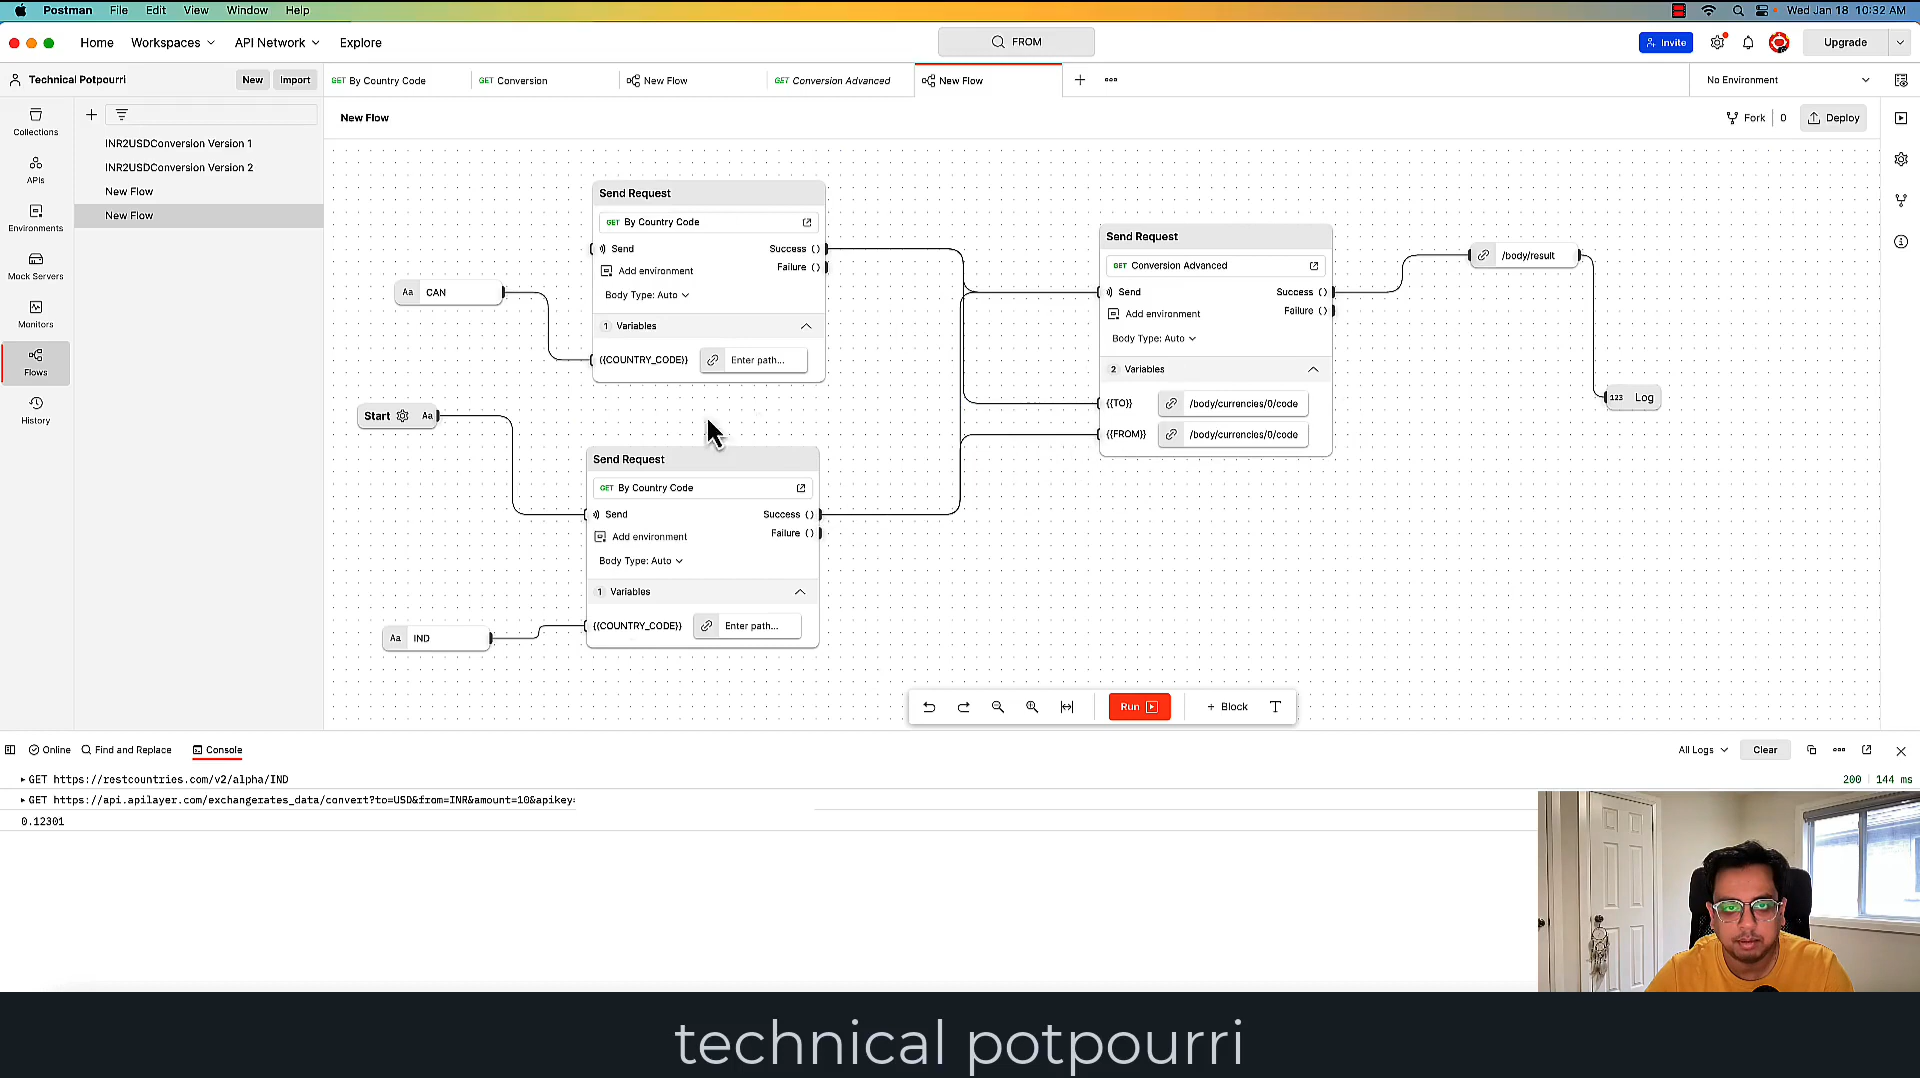 Postman File Edit View Window Help
Wed Jan 18 10:32 AM
Home Workspaces API Network Explore
FROM
Invite
Upgrade
Technical Potpourri
New Import
GET By Country Code
GET Conversion
New Flow
GET Conversion Advanced
New Flow
No Environment
Collections
APIs
Environments
Mock Servers
Monitors
Flows
History
INR2USDConversion Version 1
INR2USDConversion Version 2
New Flow
New Flow
New Flow
Fork 0 Deploy
Send Request
GET By Country Code
Send Success ()
Failure ()
Add environment
Body Type: Auto
1 Variables
{{COUNTRY_CODE}} Enter path...
Aa CAN
Start Aa
Send Request
GET By Country Code
Send Success ()
Failure ()
Add environment
Body Type: Auto
1 Variables
{{COUNTRY_CODE}} Enter path...
Aa IND
Send Request
GET Conversion Advanced
Send Success ()
Failure ()
Add environment
Body Type: Auto
2 Variables
{{TO}} /body/currencies/0/code
{{FROM}} /body/currencies/0/code
/body/result
123 Log
Run
+ Block T
Online Find and Replace Console
All Logs Clear
GET https://restcountries.com/v2/alpha/IND
200 144 ms
GET https://api.apilayer.com/exchangerates_data/convert?to=USD&from=INR&amount=10&apikey=
0.12301
technical potpourri